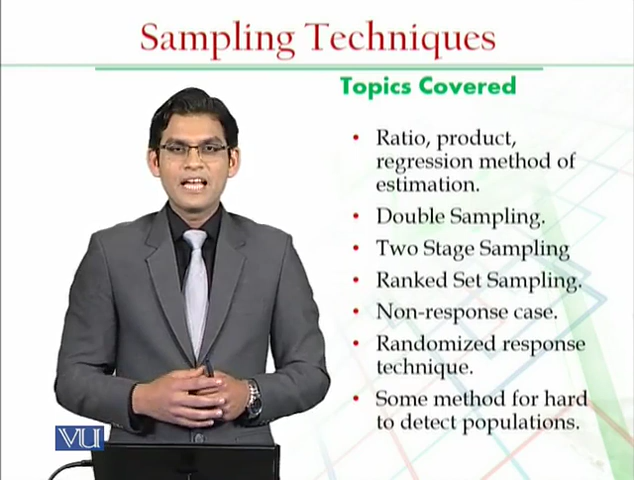 Sampling Techniques
Topics Covered
• Ratio, product,
regression method of
estimation.
• Double Sampling.
• Two Stage Sampling
• Ranked Set Sampling.
• Non-response case.
• Randomized response
technique.
• Some method for hard
to detect populations.
VU